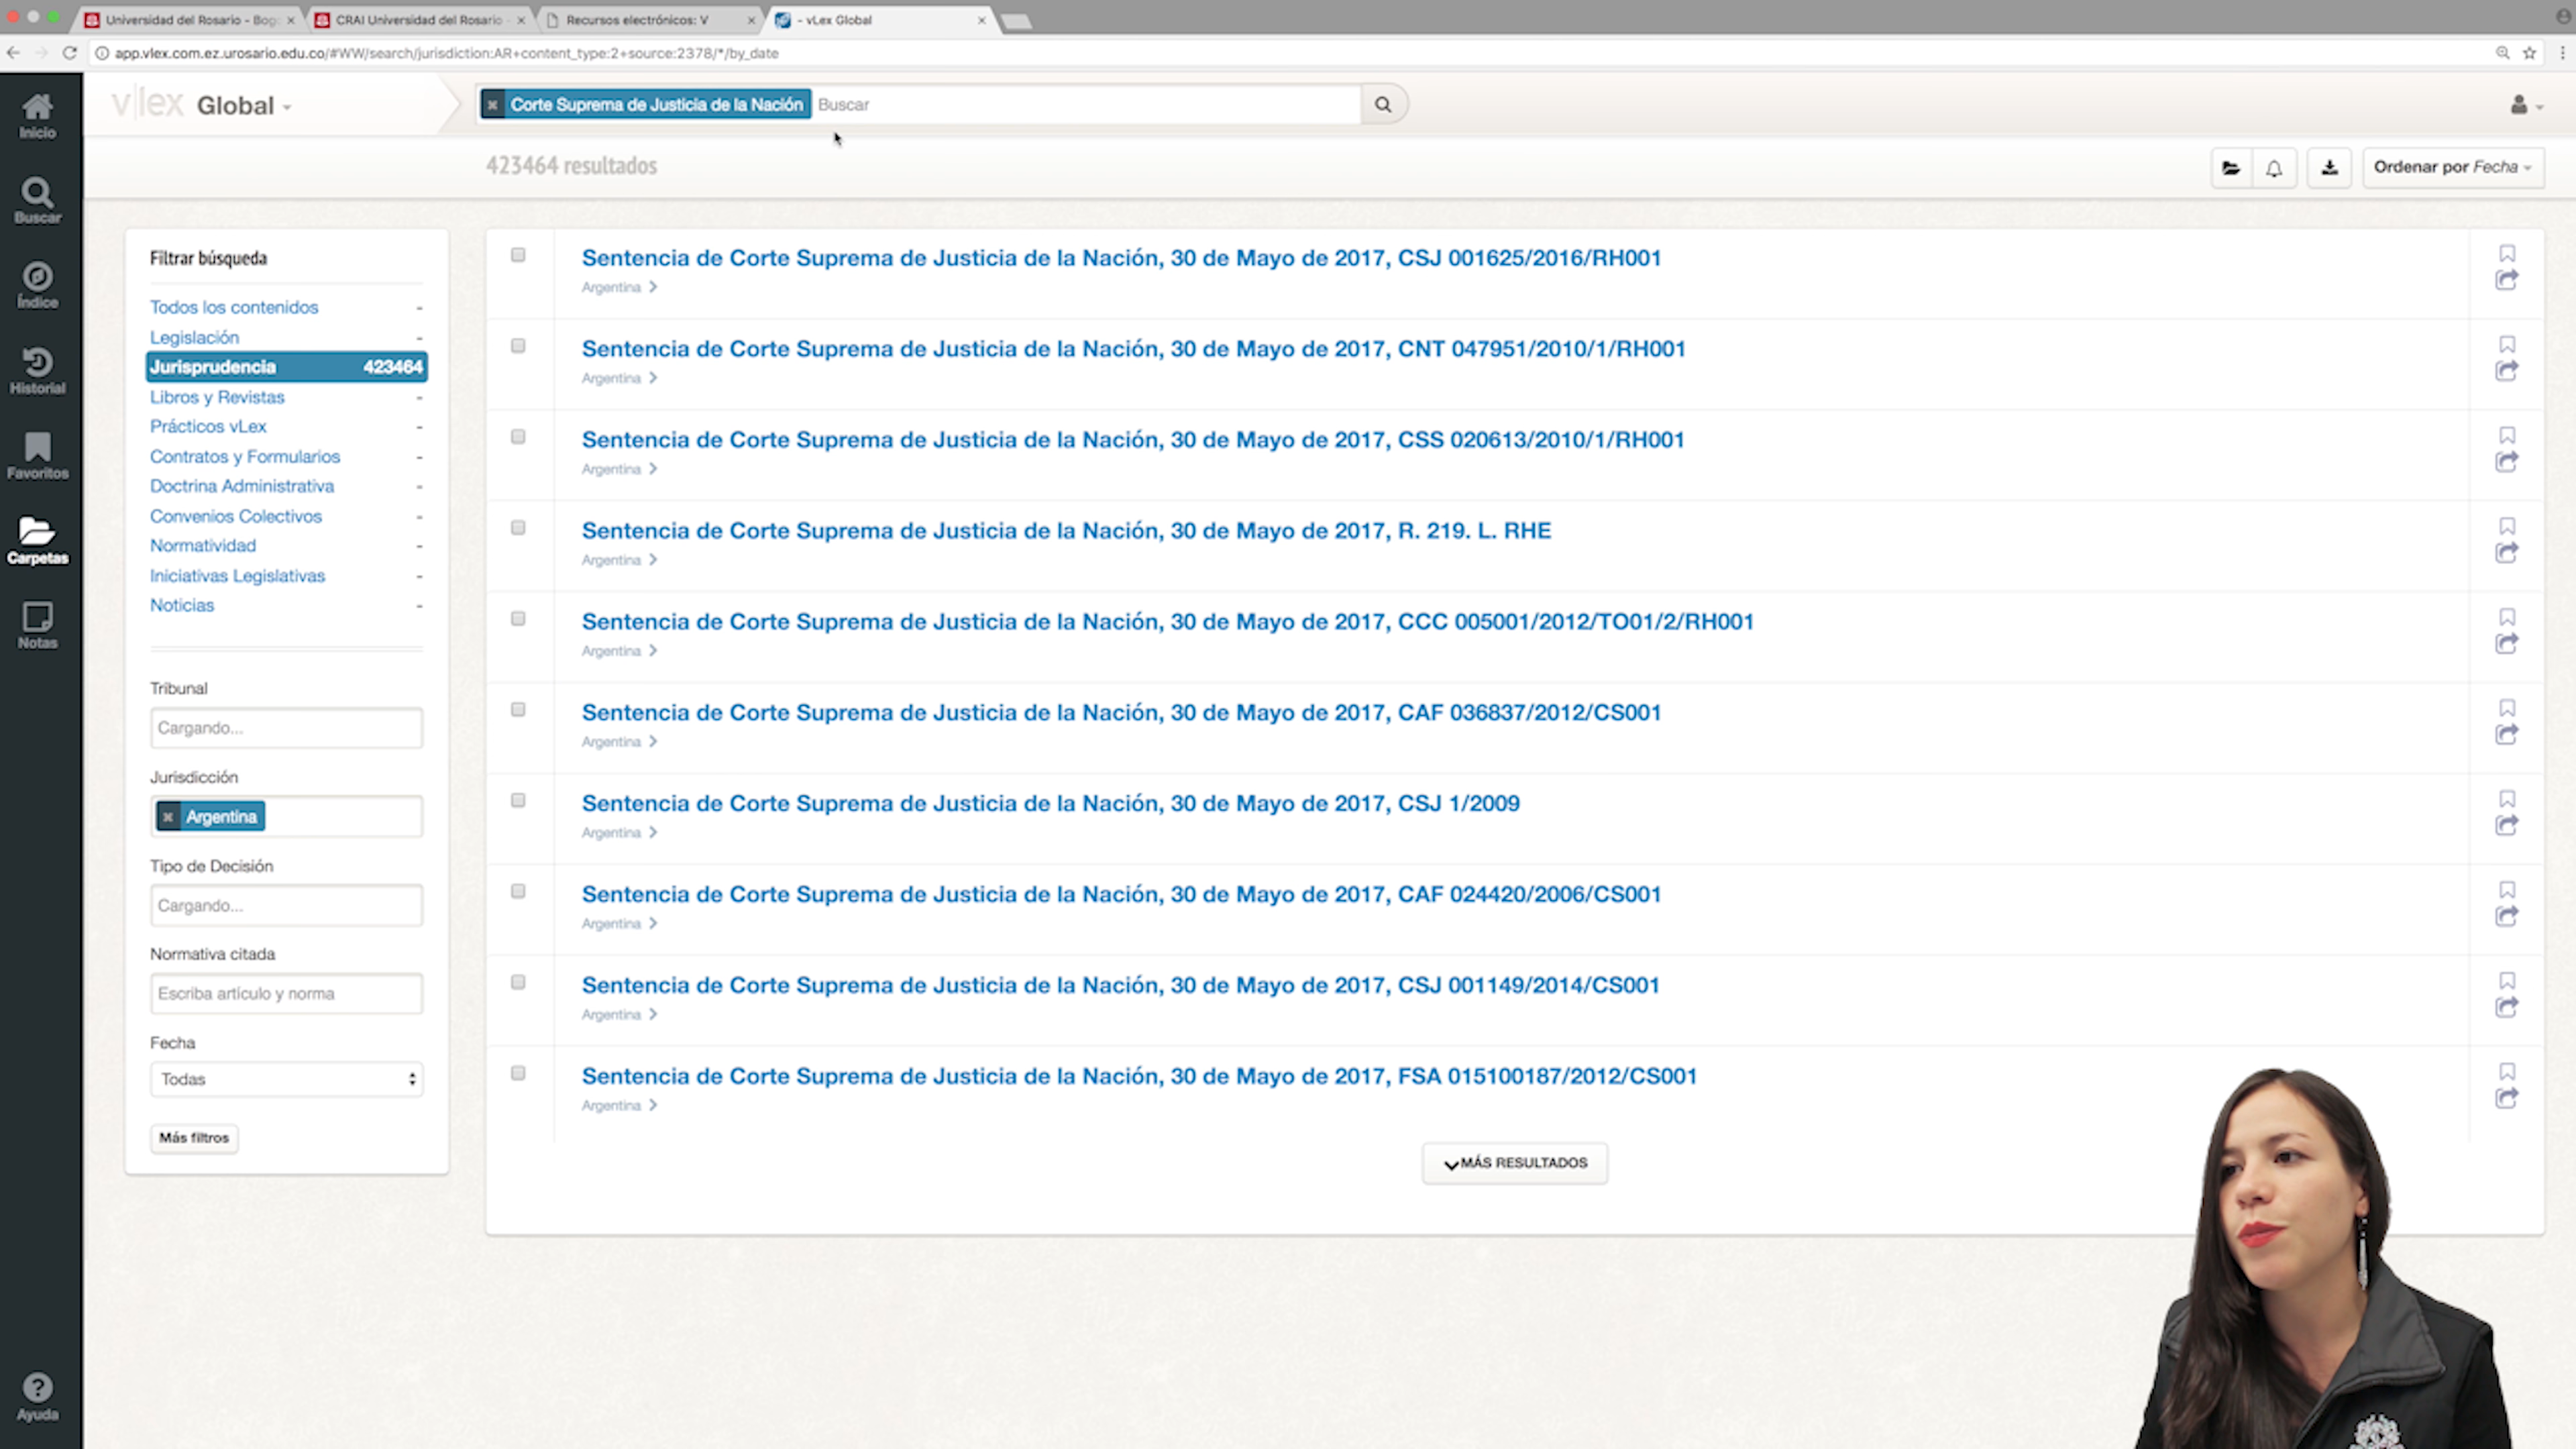 Universidad del Rosario - Bog
CRAI Universidad del Rosario
Recursos electrónicos: V
- vLex Global
app.vlex.com.ez.urosario.edu.co/#WW/search/jurisdiction:AR+content_type:2+source:2378/*/by_date
v|lex Global
Corte Suprema de Justicia de la Nación Buscar
423464 resultados
Ordenar por Fecha
Inicio
Buscar
Índice
Historial
Favoritos
Carpetas
Notas
Ayuda
Filtrar búsqueda
Todos los contenidos -
Legislación -
Jurisprudencia 423464
Libros y Revistas -
Prácticos vLex -
Contratos y Formularios -
Doctrina Administrativa -
Convenios Colectivos -
Normatividad -
Iniciativas Legislativas -
Noticias -
Tribunal
Cargando...
Jurisdicción
Argentina
Tipo de Decisión
Cargando...
Normativa citada
Escriba artículo y norma
Fecha
Todas
Más filtros
Sentencia de Corte Suprema de Justicia de la Nación, 30 de Mayo de 2017, CSJ 001625/2016/RH001
Argentina
Sentencia de Corte Suprema de Justicia de la Nación, 30 de Mayo de 2017, CNT 047951/2010/1/RH001
Argentina
Sentencia de Corte Suprema de Justicia de la Nación, 30 de Mayo de 2017, CSS 020613/2010/1/RH001
Argentina
Sentencia de Corte Suprema de Justicia de la Nación, 30 de Mayo de 2017, R. 219. L. RHE
Argentina
Sentencia de Corte Suprema de Justicia de la Nación, 30 de Mayo de 2017, CCC 005001/2012/TO01/2/RH001
Argentina
Sentencia de Corte Suprema de Justicia de la Nación, 30 de Mayo de 2017, CAF 036837/2012/CS001
Argentina
Sentencia de Corte Suprema de Justicia de la Nación, 30 de Mayo de 2017, CSJ 1/2009
Argentina
Sentencia de Corte Suprema de Justicia de la Nación, 30 de Mayo de 2017, CAF 024420/2006/CS001
Argentina
Sentencia de Corte Suprema de Justicia de la Nación, 30 de Mayo de 2017, CSJ 001149/2014/CS001
Argentina
Sentencia de Corte Suprema de Justicia de la Nación, 30 de Mayo de 2017, FSA 015100187/2012/CS001
Argentina
MÁS RESULTADOS